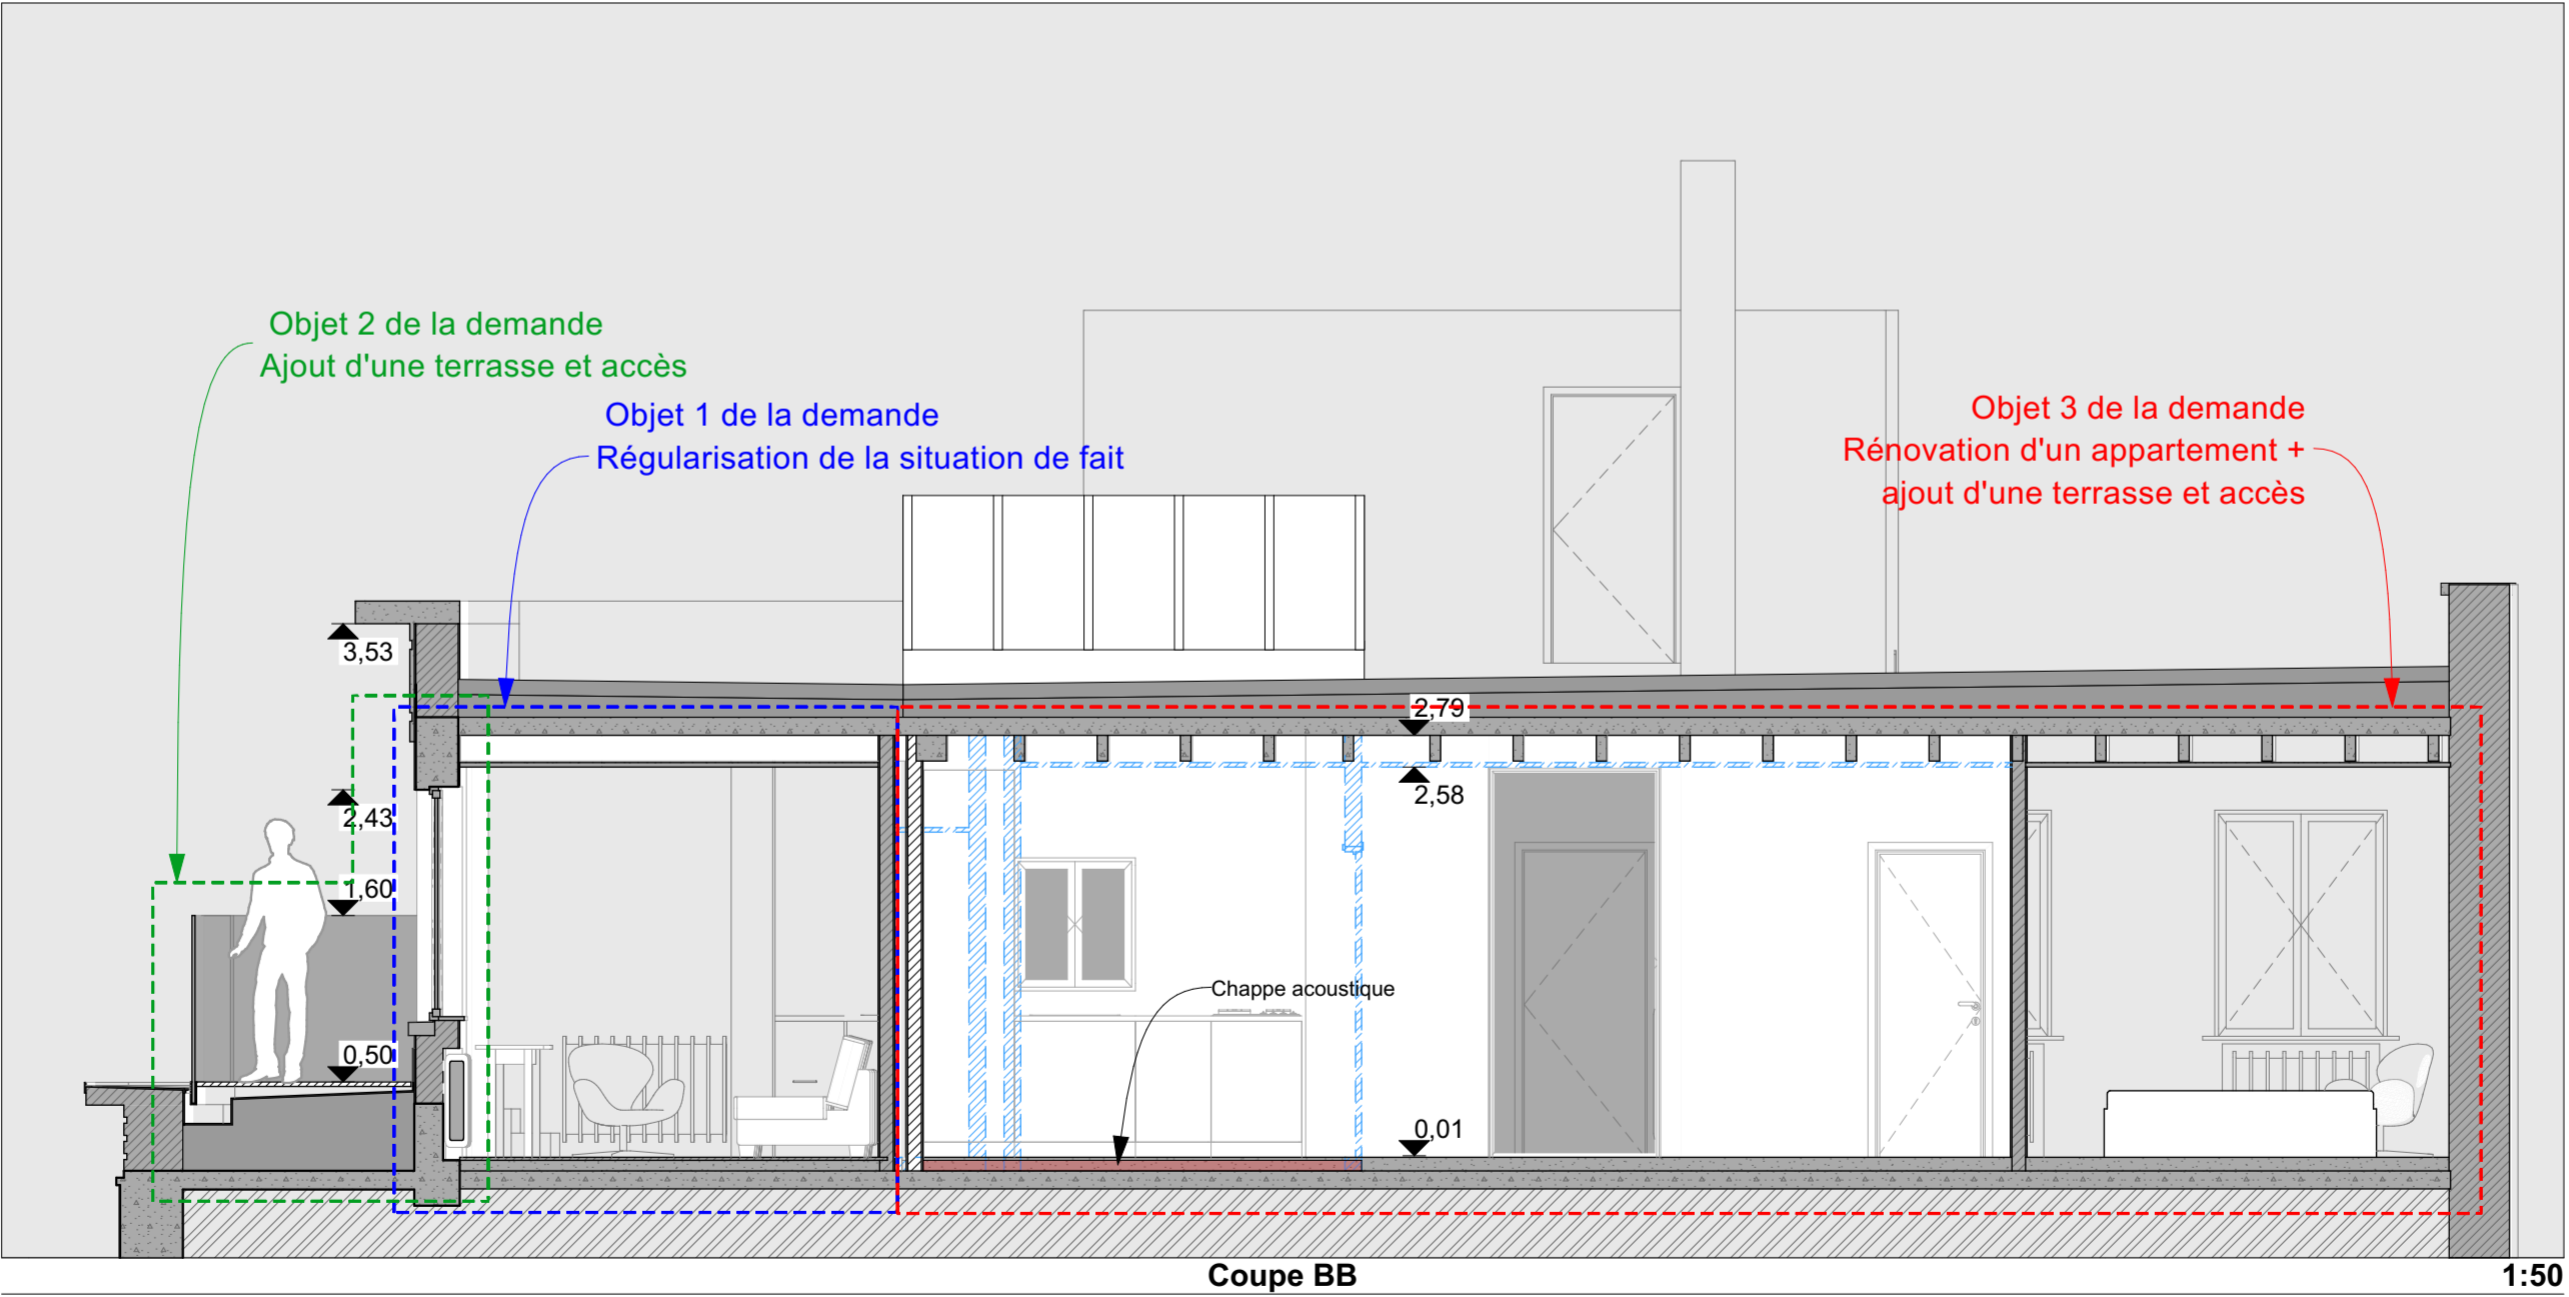 Objet 2 de la demande
Ajout d'une terrasse et accès
Objet 1 de la demande
Régularisation de la situation de fait
Objet 3 de la demande
Rénovation d'un appartement +
ajout d'une terrasse et accès
3,53
2,79
2,58
2,43
1,60
Chappe acoustique
0,50
0,01
Coupe BB
1:50